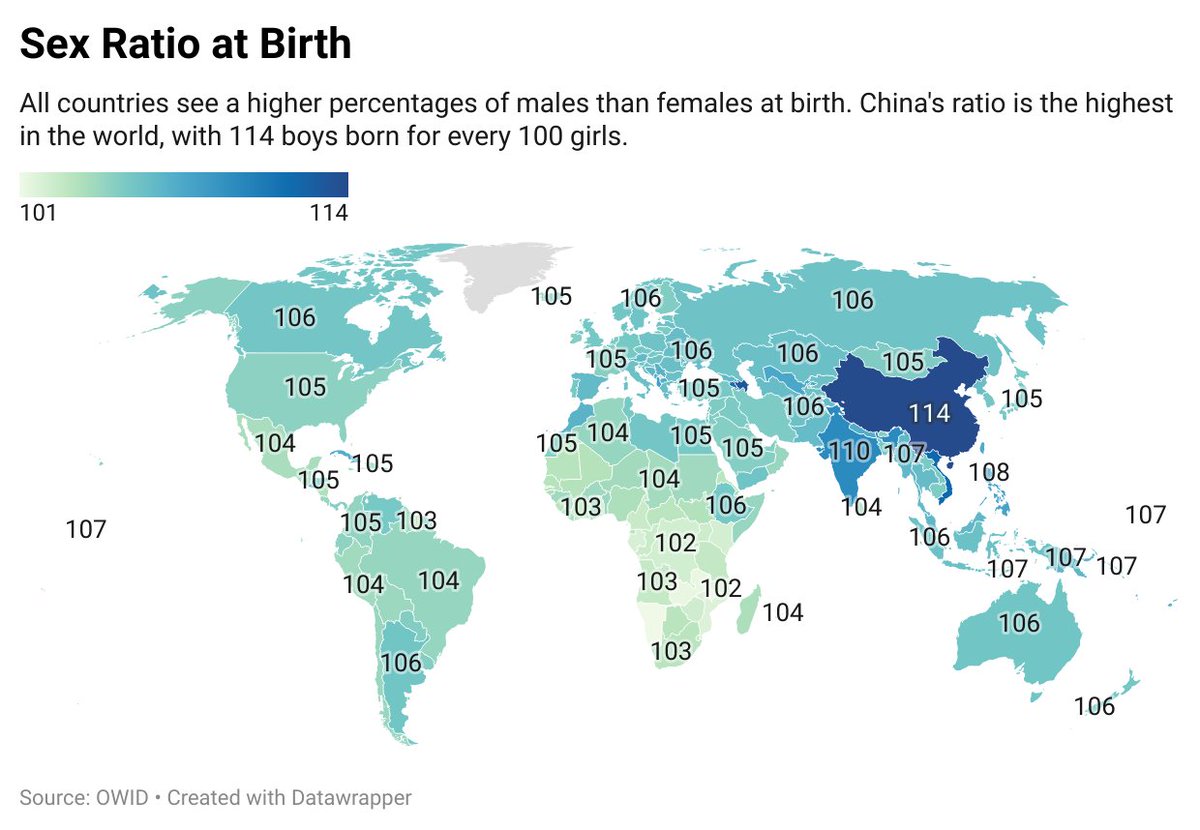 Sex Ratio at Birth
All countries see a higher percentages of males than females at birth. China's ratio is the highest
in the world, with 114 boys born for every 100 girls.
101 114
105 106 106
106
105 106 106 105
105 105 106 114 105
104 105 105 104 105 105 110 107 108
105 103 104 106 104 107
107 105 103 102 106 107 107 107
104 104 103 102 104
106 103 106
106
Source: OWID • Created with Datawrapper